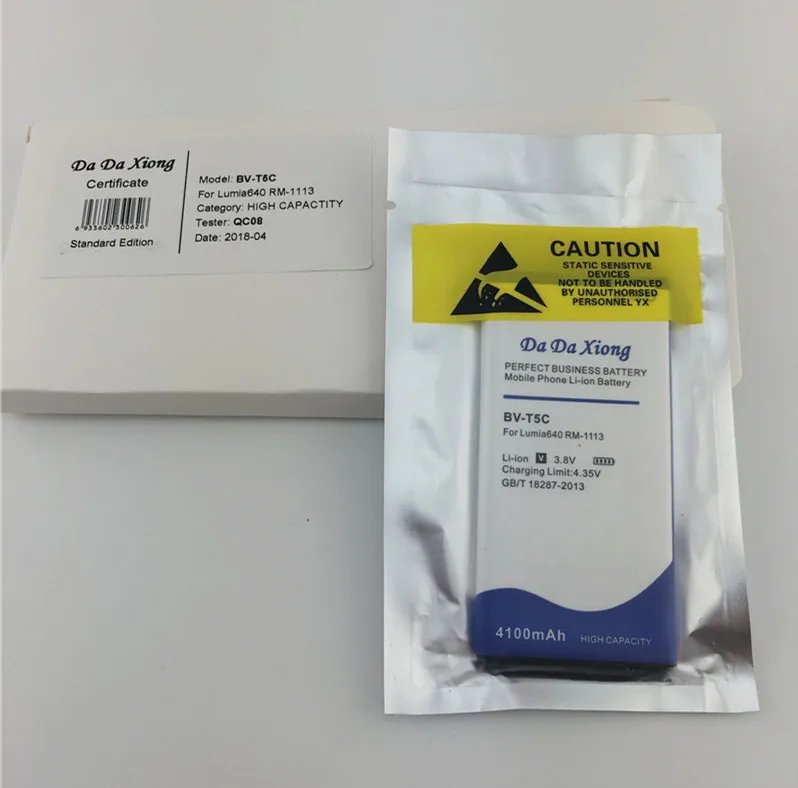 Da Da Xiong
Certificate
6 933602 300626
Standard Edition
Model: BV-T5C
For Lumia640 RM-1113
Category: HIGH CAPACTITY
Tester: QC08
Date: 2018-04
CAUTION
STATIC SENSITIVE
DEVICES
NOT TO BE HANDLED
BY UNAUTHORISED
PERSONNEL YX
Da Da Xiong
PERFECT BUSINESS BATTERY
Mobile Phone Li-ion Battery
BV-T5C
For Lumia640 RM-1113
Li-ion V 3.8V
Charging Limit:4.35V
GB/T 18287-2013
4100mAh HIGH CAPACITY